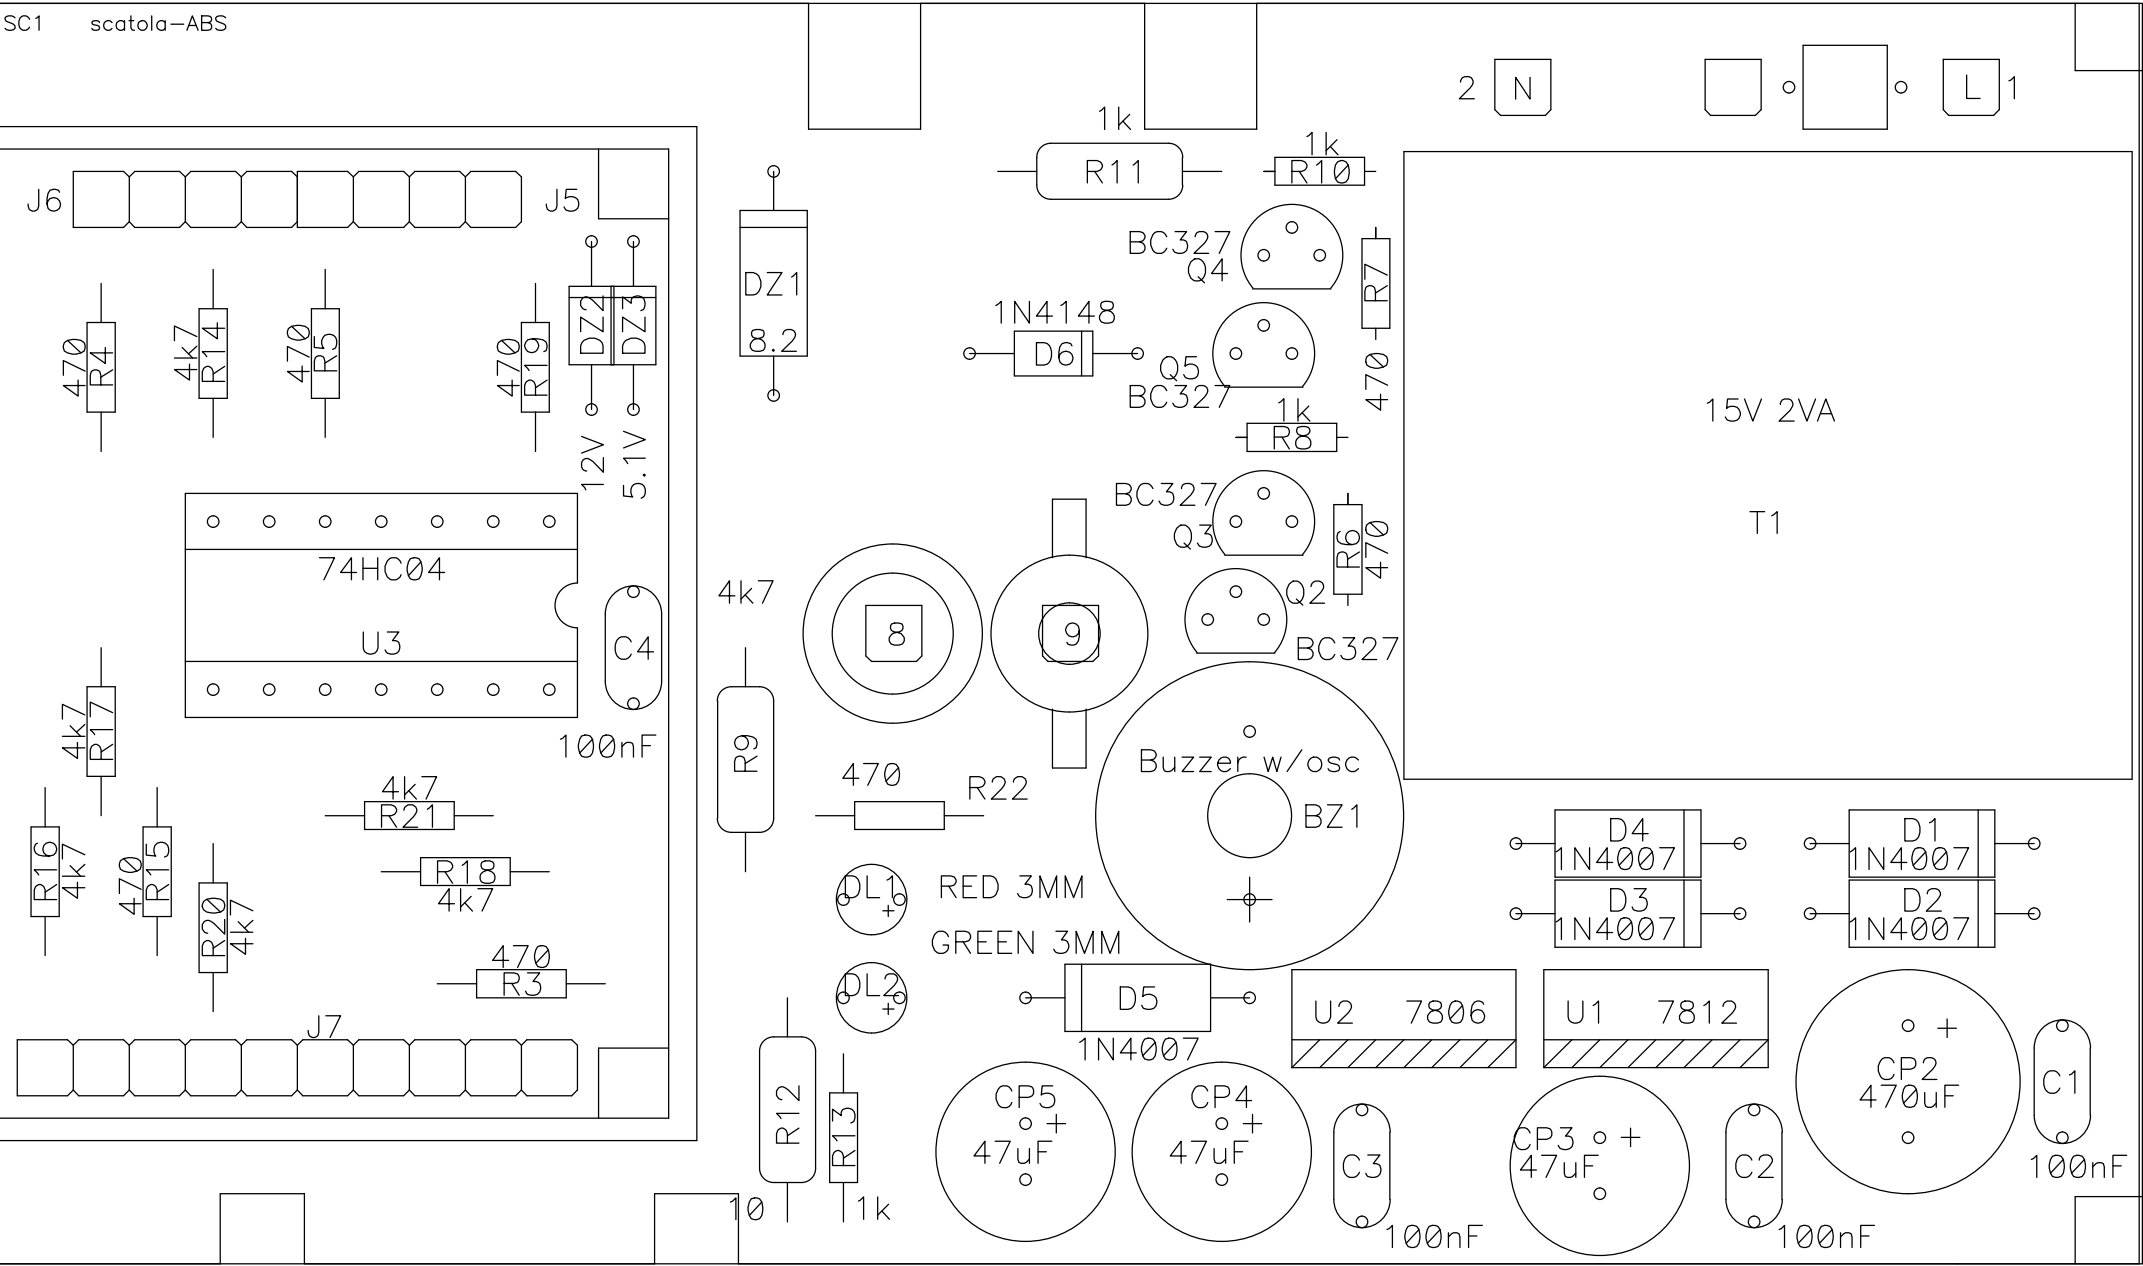 SC1 scatola-ABS
2 N L 1
1k
R11
1k
R10
J6
J5
BC327
Q4
R7
470
DZ1
8.2
1N4148
D6
Q5
BC327
1k
R8
470
R4
4k7
R14
470
R5
470
R19
DZ2
12V
DZ3
5.1V
15V 2VA
T1
BC327
Q3
R6
470
74HC04
U3
C4
100nF
4k7
R9
8
9
Q2
BC327
4k7
R17
Buzzer w/osc
BZ1
470
R22
4k7
R21
R16
4k7
470
R15
R18
4k7
R20
4k7
470
R3
DL1
+
RED 3MM
GREEN 3MM
DL2
+
D4
1N4007
D1
1N4007
D3
1N4007
D2
1N4007
D5
1N4007
U2 7806
U1 7812
J7
+
CP2
470uF
C1
100nF
R12
10
R13
1k
CP5
+
47uF
CP4
+
47uF
C3
100nF
CP3 +
47uF
C2
100nF